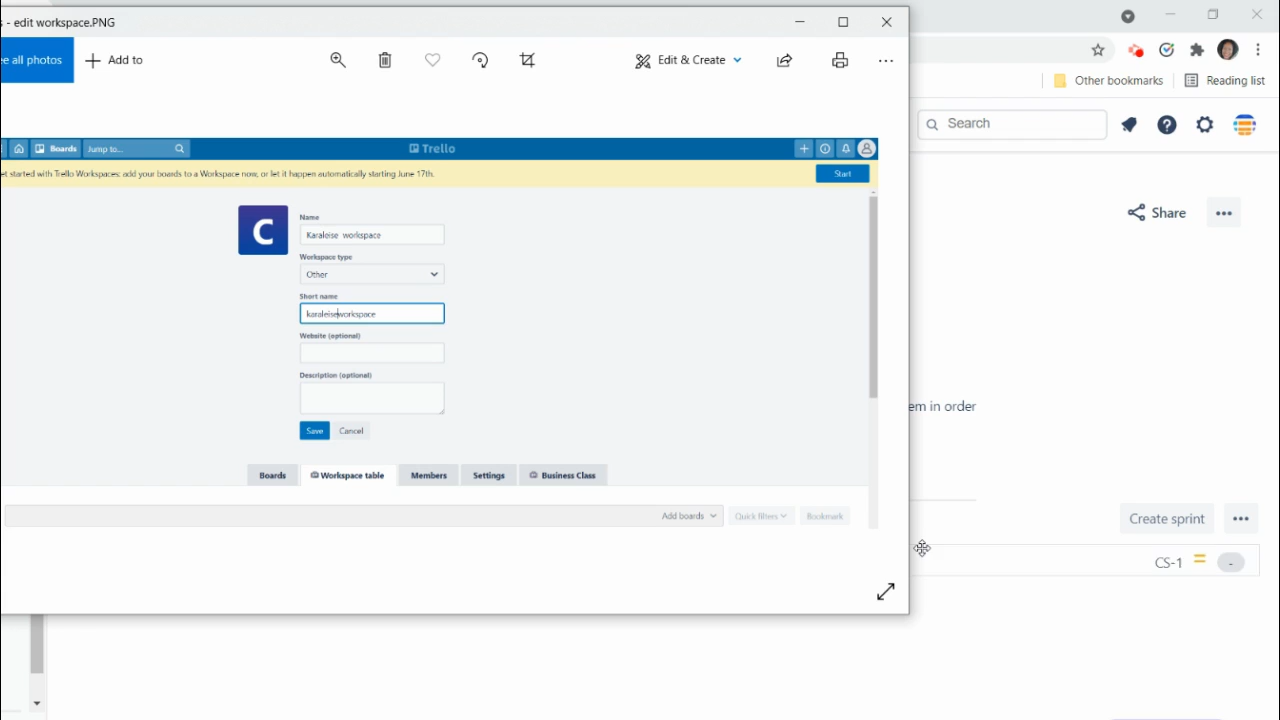 s - edit workspace.PNG
ee all photos
Add to
Edit & Create
Other bookmarks
Reading list
Search
Boards
Jump to...
Trello
et started with Trello Workspaces: add your boards to a Workspace now, or let it happen automatically starting June 17th.
Start
C
Name
Karaleise workspace
Workspace type
Other
Short name
karaleiseworkspace
Website (optional)
Description (optional)
Save
Cancel
Boards
Workspace table
Members
Settings
Business Class
Add boards
Quick filters
Bookmark
Share
em in order
Create sprint
CS-1
-